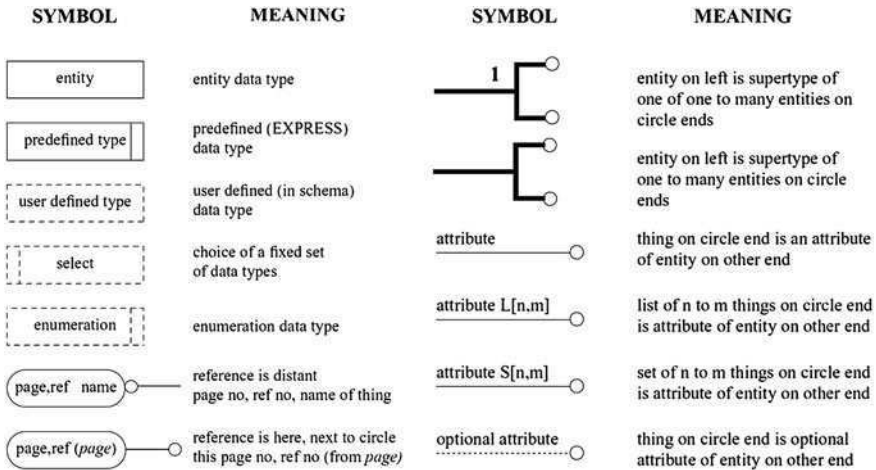 SYMBOL MEANING SYMBOL MEANING
entity
entity data type
1
entity on left is supertype of
one of one to many entities on
circle ends
predefined type
predefined (EXPRESS)
data type
entity on left is supertype of
one to many entities on circle
ends
user defined type
user defined (in schema)
data type
attribute
thing on circle end is an attribute
of entity on other end
select
choice of a fixed set
of data types
attribute L[n,m]
list of n to m things on circle end
is attribute of entity on other end
enumeration
enumeration data type
attribute S[n,m]
set of n to m things on circle end
is attribute of entity on other end
page,ref name
reference is distant
page no, ref no, name of thing
optional attribute
thing on circle end is optional
attribute of entity on other end
page,ref (page)
reference is here, next to circle
this page no, ref no (from page)